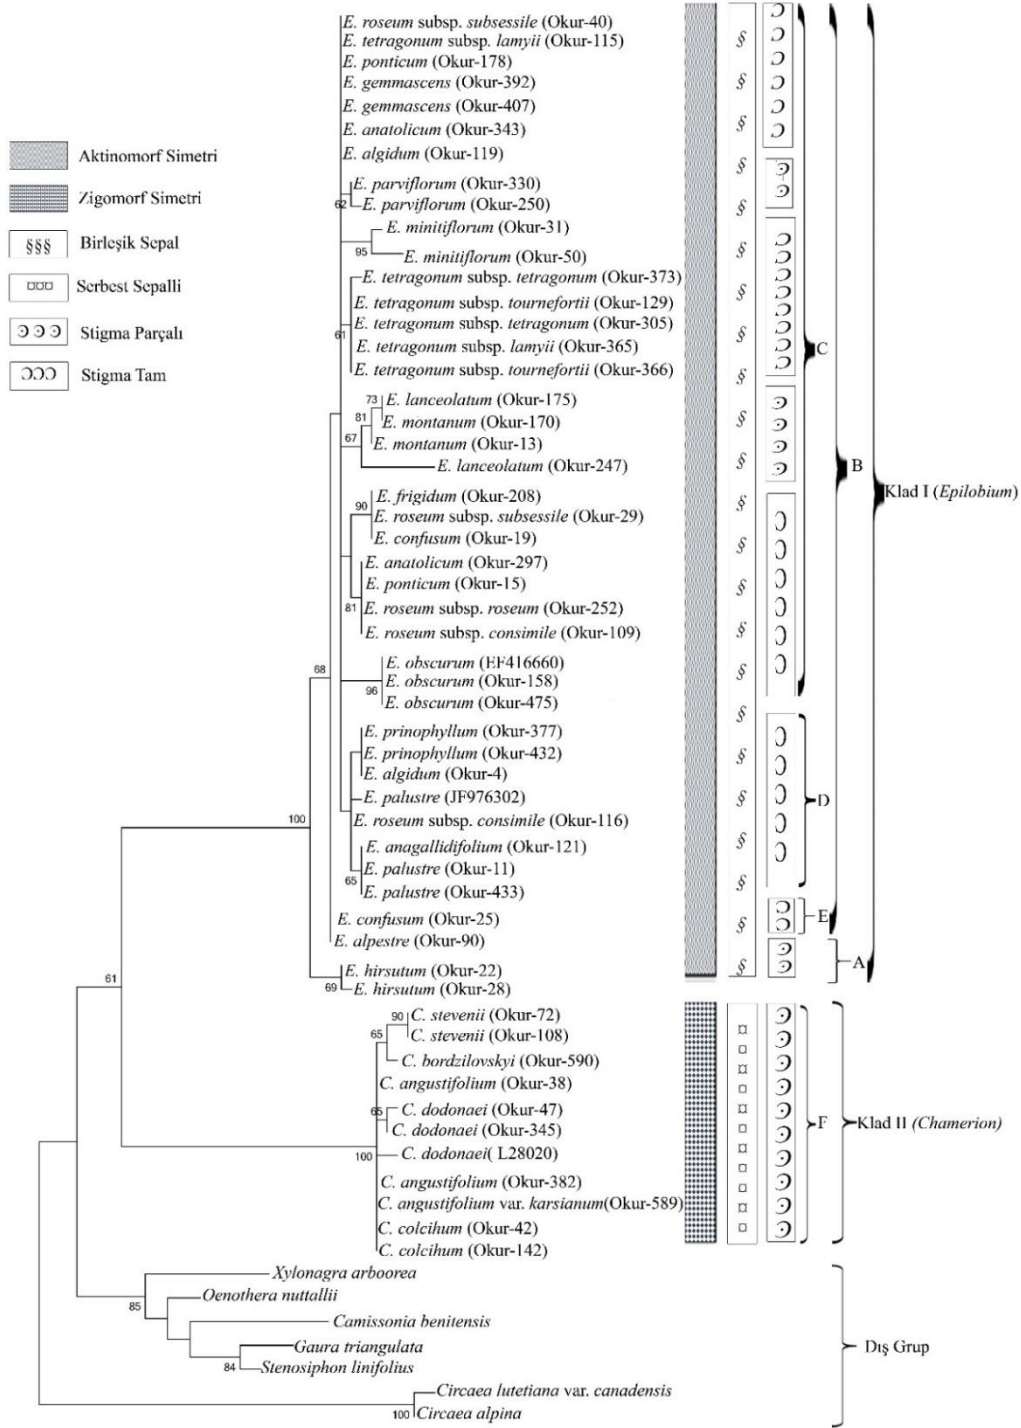 E. roseum subsp. subsessile (Okur-40)
E. tetragonum subsp. lamyii (Okur-115)
E. ponticum (Okur-178)
E. gemmascens (Okur-392)
E. gemmascens (Okur-407)
E. anatolicum (Okur-343)
E. algidum (Okur-119)
E. parviflorum (Okur-330)
62
E. parviflorum (Okur-250)
E. minitiflorum (Okur-31)
95
E. minitiflorum (Okur-50)
E. tetragonum subsp. tetragonum (Okur-373)
E. tetragonum subsp. tournefortii (Okur-129)
E. tetragonum subsp. tetragonum (Okur-305)
61
E. tetragonum subsp. lamyii (Okur-365)
E. tetragonum subsp. tournefortii (Okur-366)
73
E. lanceolatum (Okur-175)
81
E. montanum (Okur-170)
67
E. montanum (Okur-13)
E. lanceolatum (Okur-247)
E. frigidum (Okur-208)
90
E. roseum subsp. subsessile (Okur-29)
E. confusum (Okur-19)
E. anatolicum (Okur-297)
E. ponticum (Okur-15)
81
E. roseum subsp. roseum (Okur-252)
E. roseum subsp. consimile (Okur-109)
E. obscurum (EF416660)
68
E. obscurum (Okur-158)
96
E. obscurum (Okur-475)
E. prinophyllum (Okur-377)
E. prinophyllum (Okur-432)
E. algidum (Okur-4)
E. palustre (JF976302)
100
E. roseum subsp. consimile (Okur-116)
E. anagallidifolium (Okur-121)
E. palustre (Okur-11)
65
E. palustre (Okur-433)
E. confusum (Okur-25)
E. alpestre (Okur-90)
E. hirsutum (Okur-22)
61
69
E. hirsutum (Okur-28)
90
C. stevenii (Okur-72)
65
C. stevenii (Okur-108)
C. bordzilovskyi (Okur-590)
C. angustifolium (Okur-38)
65
C. dodonaei (Okur-47)
C. dodonaei (Okur-345)
100
C. dodonaei( L28020)
C. angustifolium (Okur-382)
C. angustifolium var. karsianum(Okur-589)
C. colcihum (Okur-42)
C. colcihum (Okur-142)
Xylonagra arboorea
85
Oenothera nuttallii
Camissonia benitensis
Gaura triangulata
84
Stenosiphon linifolius
Circaea lutetiana var. canadensis
100
Circaea alpina
Aktinomorf Simetri
Zigomorf Simetri
§§§ Birleşik Sepal
¤¤¤ Serbest Sepalli
Stigma Parçalı
Stigma Tam
C
B
Klad I (Epilobium)
D
E
A
F
Klad II (Chamerion)
Dış Grup